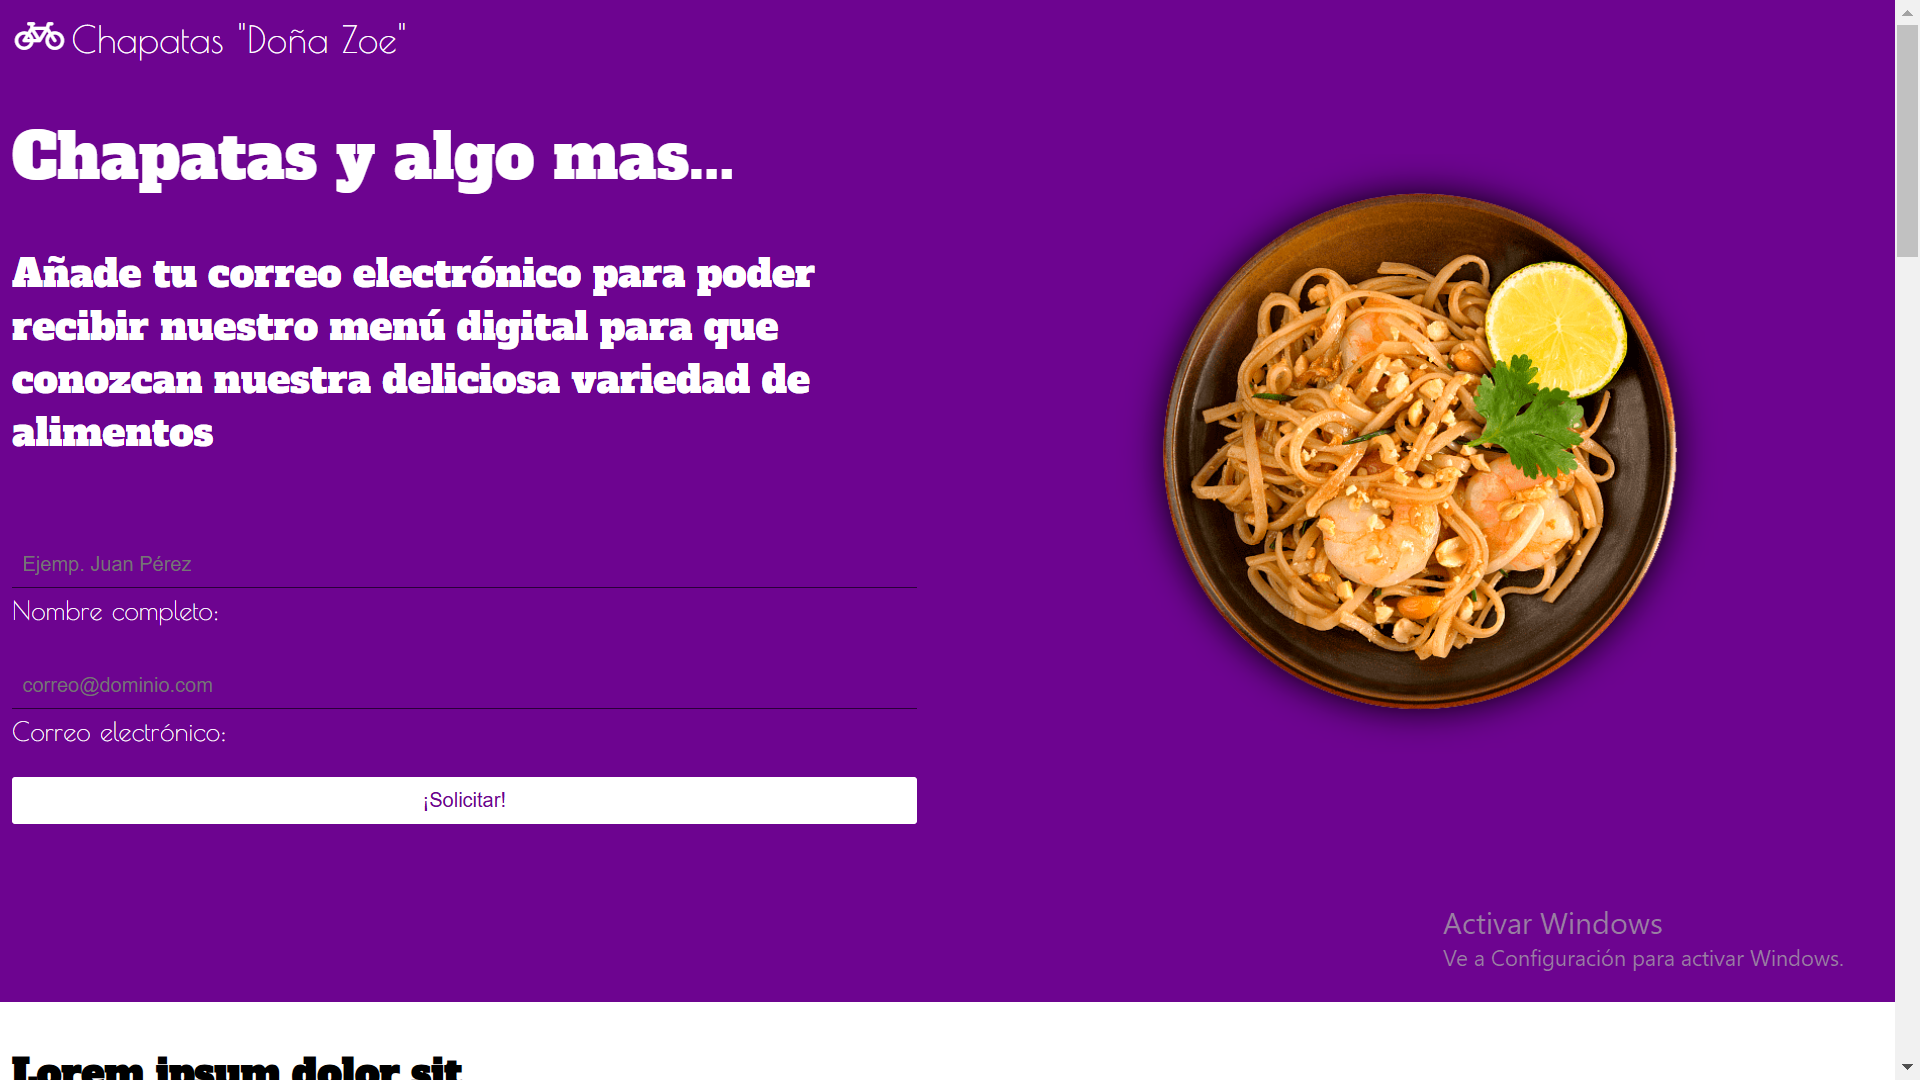 Chapatas "Doña Zoe"
Chapatas y algo mas...
Añade tu correo electrónico para poder
recibir nuestro menú digital para que
conozcan nuestra deliciosa variedad de
alimentos
Ejemp. Juan Pérez
Nombre completo:
correo@dominio.com
Correo electrónico:
¡Solicitar!
Activar Windows
Ve a Configuración para activar Windows.
Lorem ipsum dolor sit